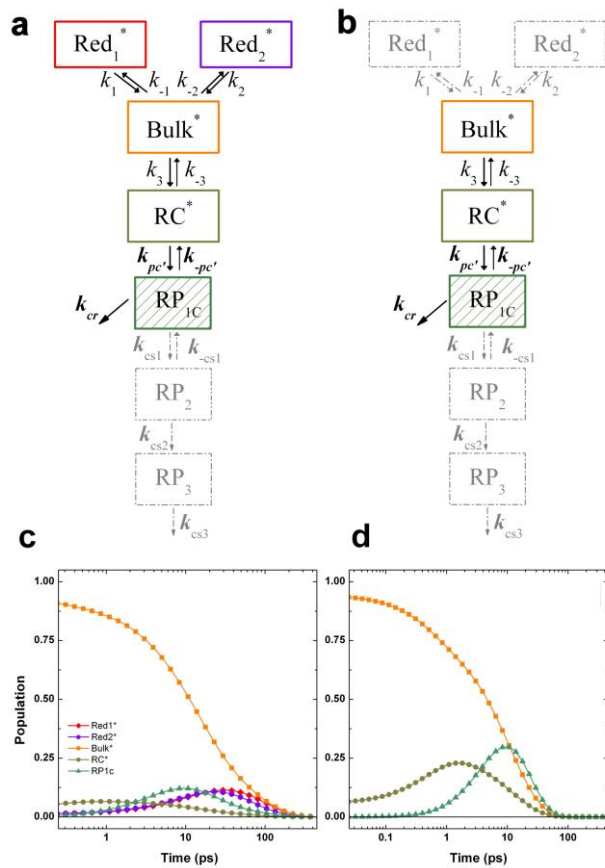 a
Red1* Red2*
k1 k-1 k-2 k2
Bulk*
k3 k-3
RC*
kpc' k-pc'
kcr
RP1C
kcs1 k-cs1
RP2
kcs2
RP3
kcs3
b
Red1* Red2*
k1 k-1 k-2 k2
Bulk*
k3 k-3
RC*
kpc' k-pc'
kcr
RP1C
kcs1 k-cs1
RP2
kcs2
RP3
kcs3
c
Population
1.00
0.75
0.50
0.25
0.00
Red1*
Red2*
Bulk*
RC*
RP1c
1 10 100
Time (ps)
d
1.00
0.75
0.50
0.25
0.00
0.1 1 10 100
Time (ps)